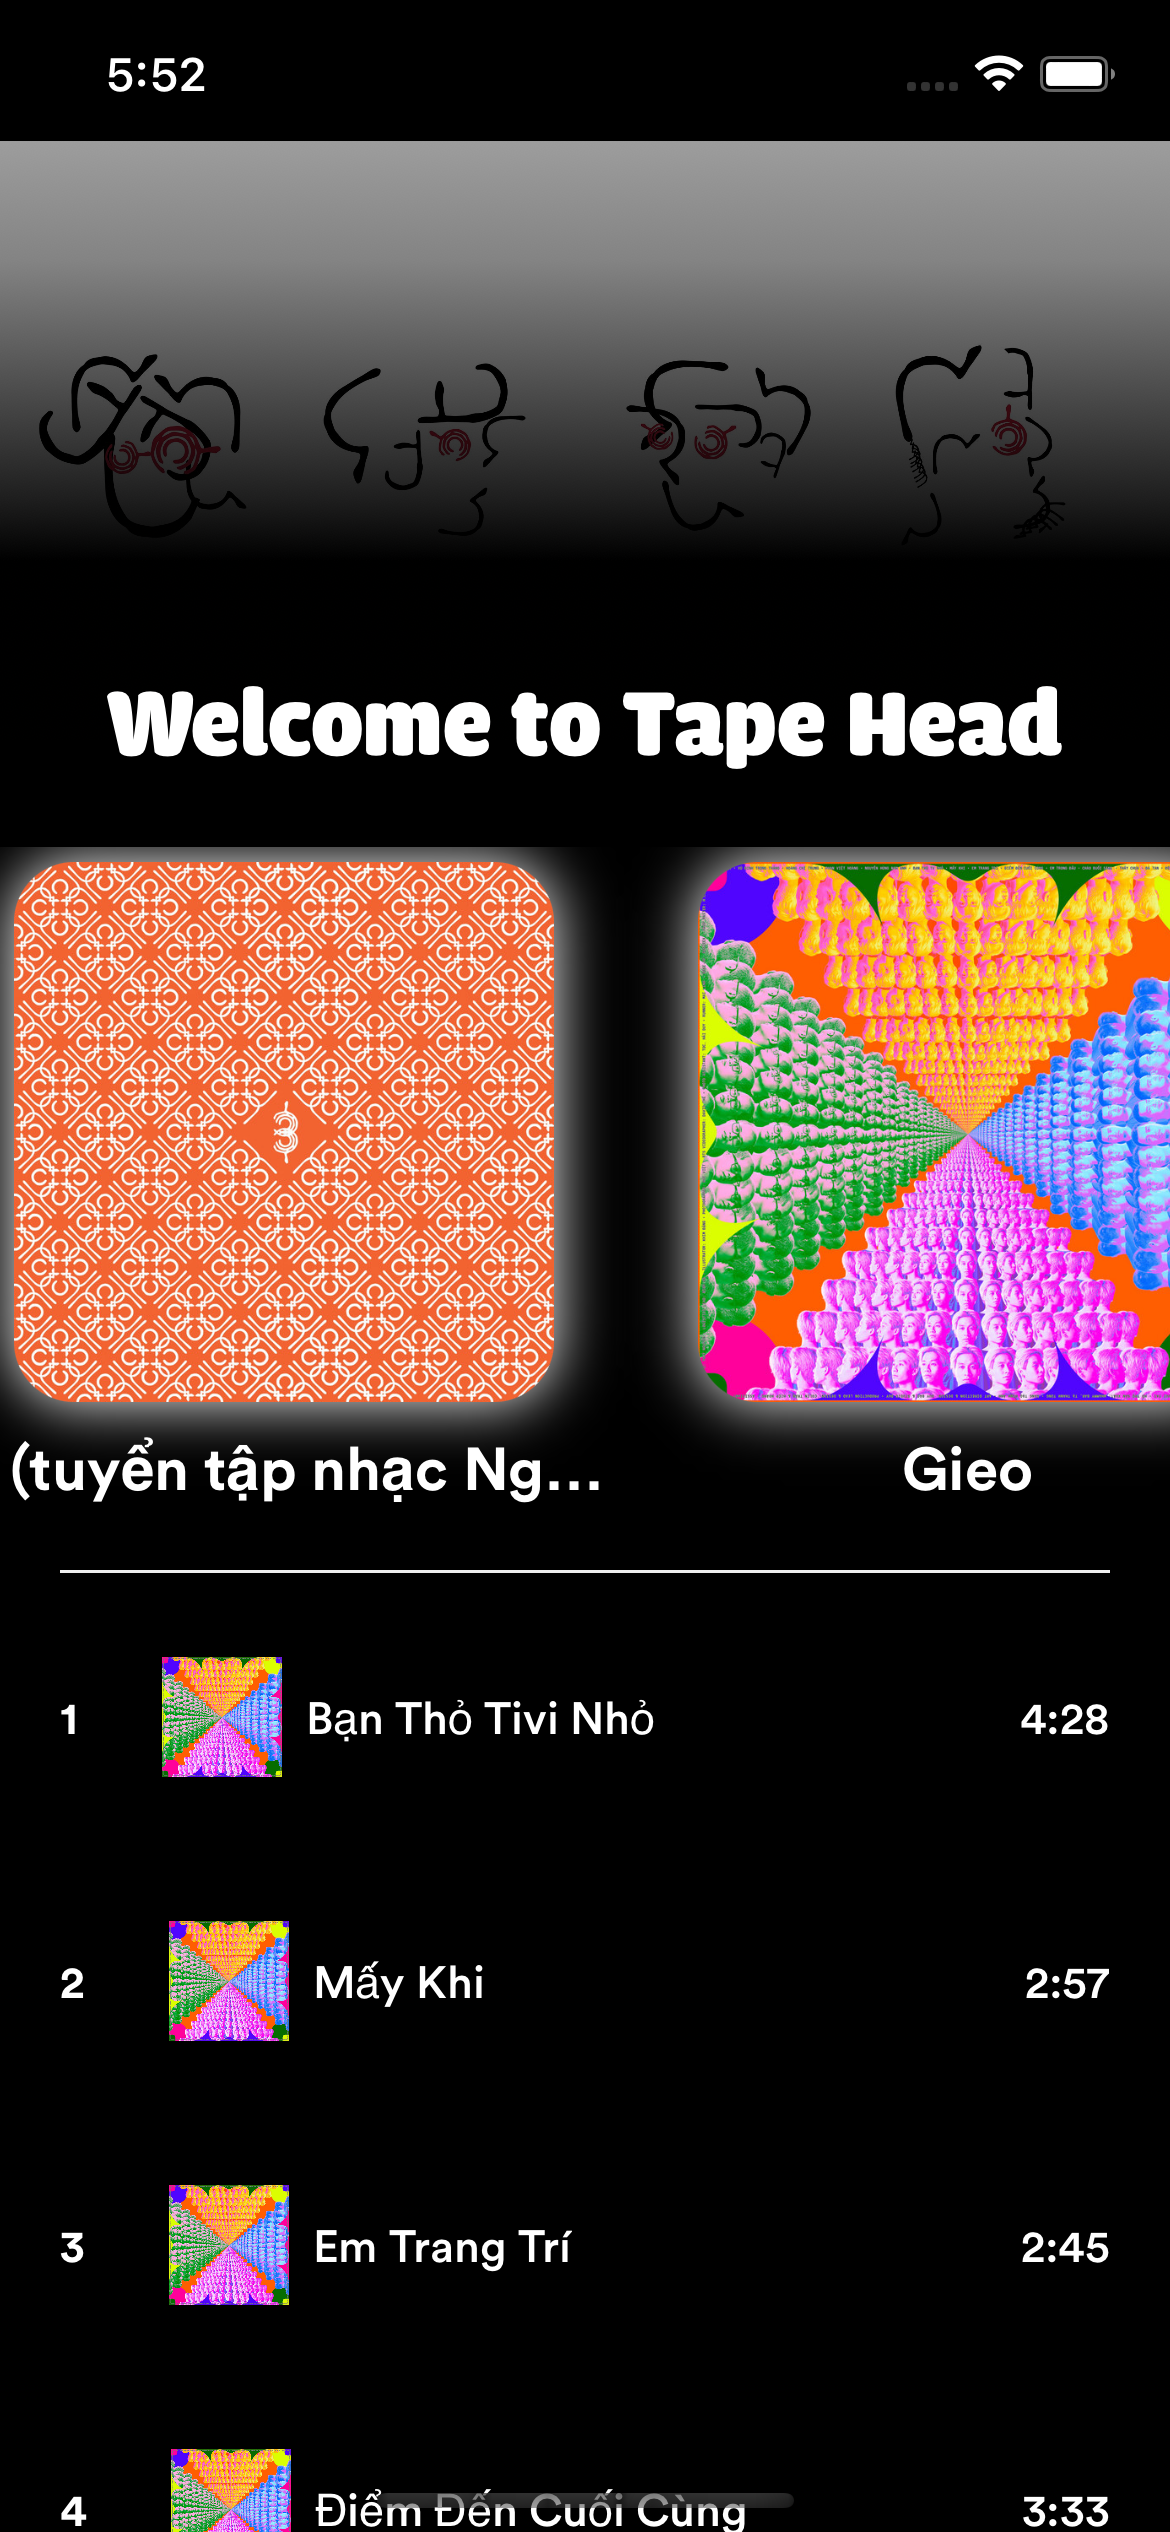 5:52
Welcome to Tape Head
3
(tuyển tập nhạc Ng...
Gieo
1 Bạn Thỏ Tivi Nhỏ 4:28
2 Mấy Khi 2:57
3 Em Trang Trí 2:45
4 Điểm Đến Cuối Cùng 3:33